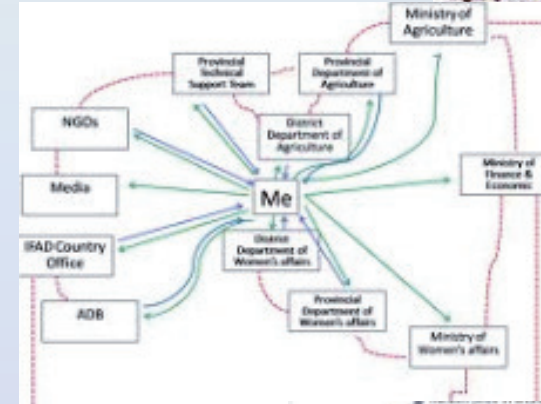 Ministry of
Agriculture
Provincial
Technical
Support Team
Provincial
Department of
Agriculture
NGOs
District
Department of
Agriculture
Media
Me
Ministry of
Finance &
Economic
IFAD Country
Office
District
Department of
Women's affairs
ADB
Provincial
Department of
Women's affairs
Ministry of
Women's affairs